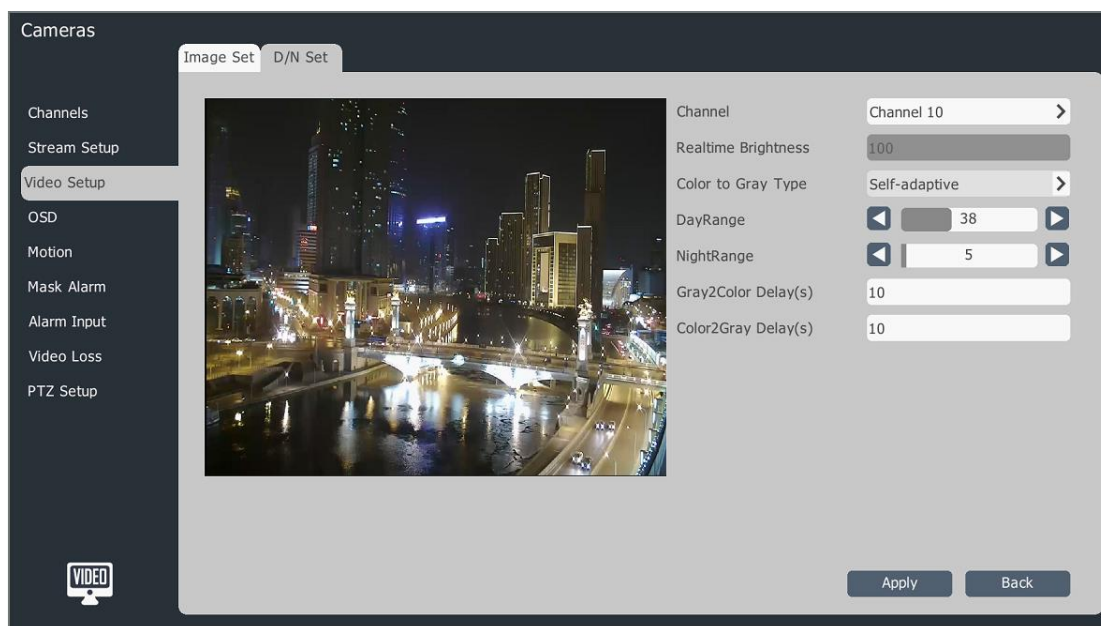 Cameras
Image Set D/N Set
Channels
Stream Setup
Video Setup
OSD
Motion
Mask Alarm
Alarm Input
Video Loss
PTZ Setup
VIDEO
Channel Channel 10
Realtime Brightness 100
Color to Gray Type Self-adaptive
DayRange 38
NightRange 5
Gray2Color Delay(s) 10
Color2Gray Delay(s) 10
Apply Back